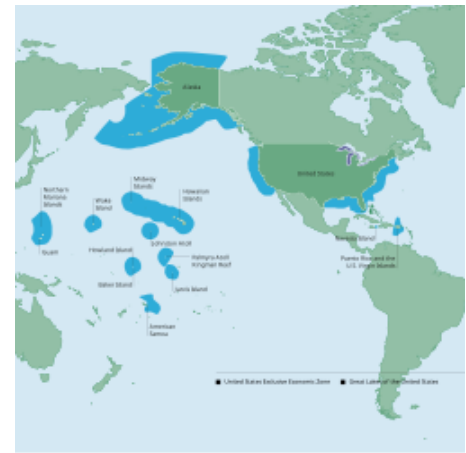 Alaska
United States
Northern
Mariana
Islands
Guam
Wake
Island
Midway
Islands
Hawaiian
Islands
Johnston Atoll
Howland Island
Baker Island
Palmyra Atoll
Kingman Reef
Jarvis Island
American
Samoa
Navassa Island
Puerto Rico and the
U.S. Virgin Islands
United States Exclusive Economic Zone
Great Lakes of the United States